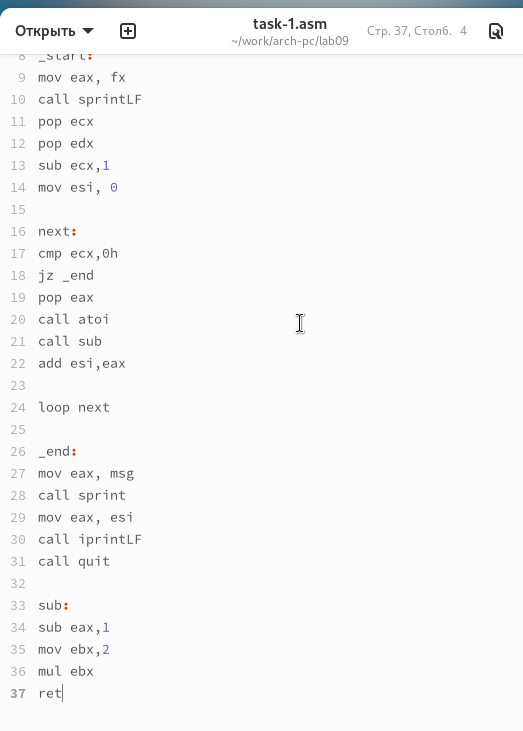 Открыть
task-1.asm
~/work/arch-pc/lab09
Стр. 37, Столб. 4
8 _start:
9 mov eax, fx
10 call sprintLF
11 pop ecx
12 pop edx
13 sub ecx,1
14 mov esi, 0
15
16 next:
17 cmp ecx,0h
18 jz _end
19 pop eax
20 call atoi
21 call sub
22 add esi,eax
23
24 loop next
25
26 _end:
27 mov eax, msg
28 call sprint
29 mov eax, esi
30 call iprintLF
31 call quit
32
33 sub:
34 sub eax,1
35 mov ebx,2
36 mul ebx
37 ret